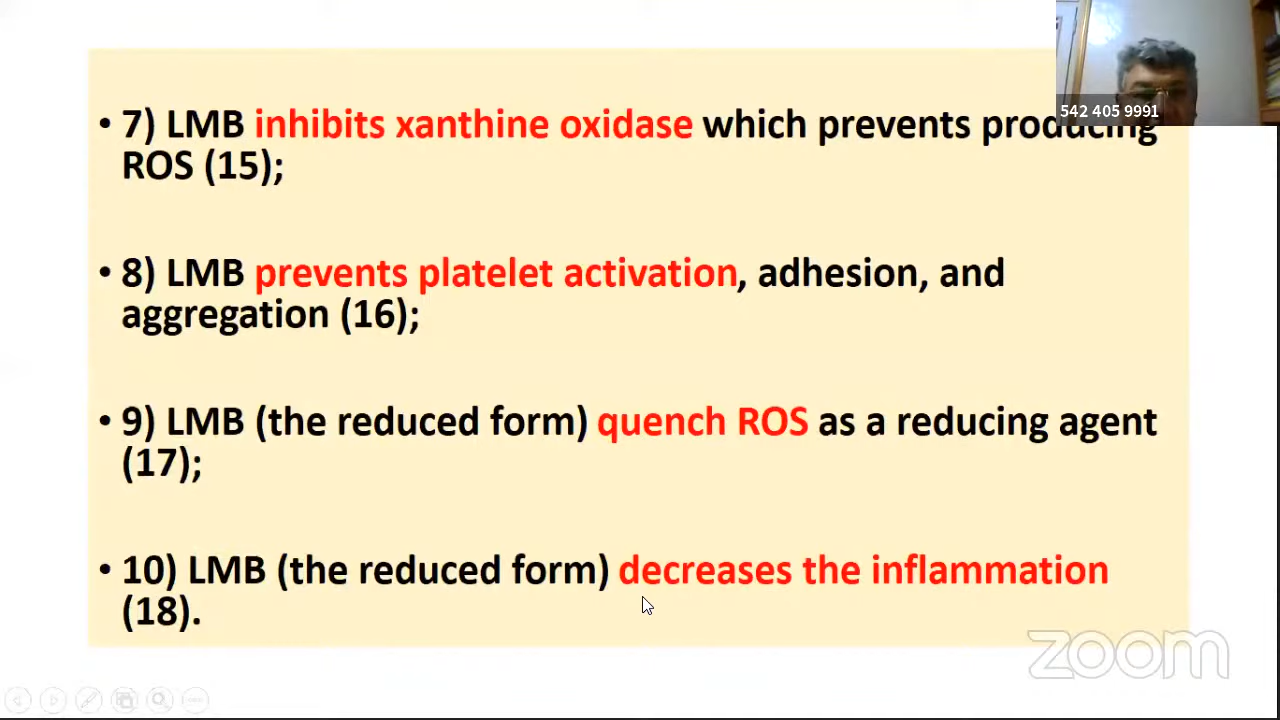 542 405 9991
• 7) LMB inhibits xanthine oxidase which prevents producing
ROS (15);
• 8) LMB prevents platelet activation, adhesion, and
aggregation (16);
• 9) LMB (the reduced form) quench ROS as a reducing agent
(17);
• 10) LMB (the reduced form) decreases the inflammation
(18).
zoom